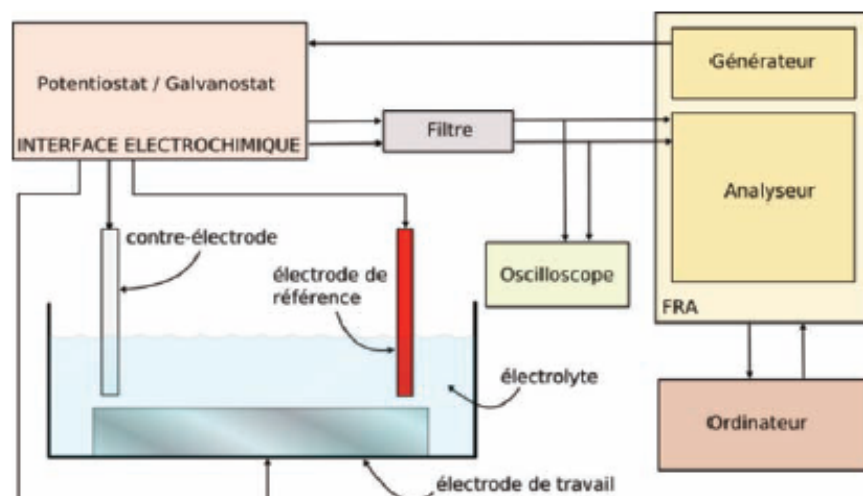 Potentiostat / Galvanostat
INTERFACE ELECTROCHIMIQUE
Filtre
Générateur
Analyseur
FRA
Oscilloscope
Ordinateur
contre-électrode
électrode de
référence
électrolyte
électrode de travail